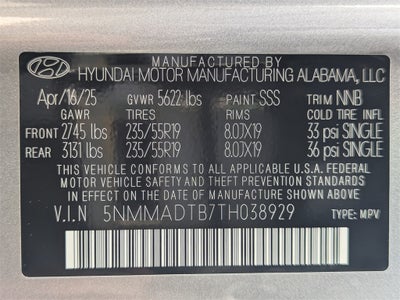 MANUFACTURED BY
HYUNDAI MOTOR MANUFACTURING ALABAMA, LLC
Apr/16/25 GVWR 5622 lbs PAINT SSS TRIM NNB
GAWR TIRES RIMS COLD TIRE INFL.
FRONT 2745 lbs 235/55R19 8.0JX19 33 psi SINGLE
REAR 3131 lbs 235/55R19 8.0JX19 36 psi SINGLE
THIS VEHICLE CONFORMS TO ALL APPLICABLE U.S.A. FEDERAL
MOTOR VEHICLE SAFETY AND THEFT PREVENTION STANDARDS
IN EFFECT ON THE DATE OF MANUFACTURE SHOWN ABOVE.
V.I.N 5NMMADTB7TH038929 TYPE: MPV